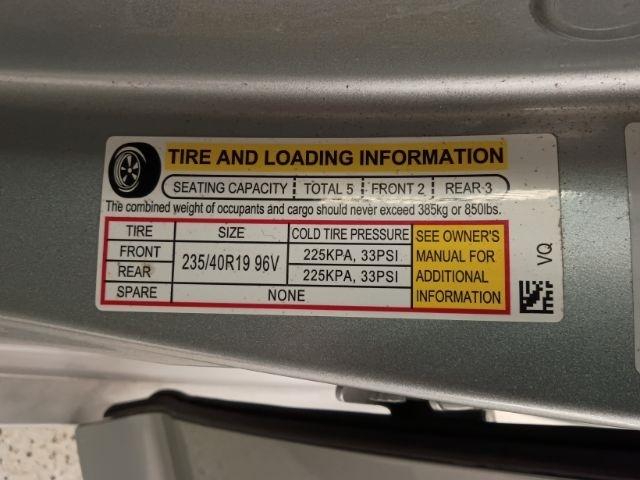 TIRE AND LOADING INFORMATION
SEATING CAPACITY TOTAL 5 FRONT 2 REAR 3
The combined weight of occupants and cargo should never exceed 385kg or 850lbs.
TIRE SIZE COLD TIRE PRESSURE
FRONT 235/40R19 96V 225KPA, 33PSI
REAR 225KPA, 33PSI
SPARE NONE
SEE OWNER'S
MANUAL FOR
ADDITIONAL
INFORMATION
VQ